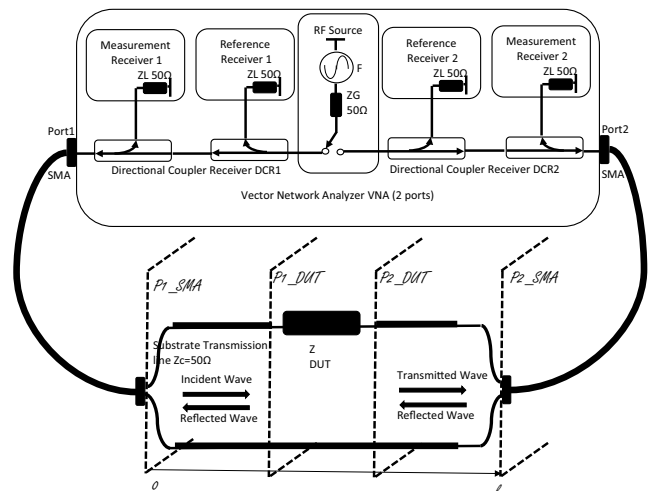 RF Source
Measurement
Receiver 1
ZL 50Ω
Reference
Receiver 1
ZL 50Ω
F
ZG
50Ω
Reference
Receiver 2
ZL 50Ω
Measurement
Receiver 2
ZL 50Ω
Port1
SMA
Port2
SMA
Directional Coupler Receiver DCR1
Directional Coupler Receiver DCR2
Vector Network Analyzer VNA (2 ports)
P1_SMA
P1_DUT
P2_DUT
P2_SMA
Substrate Transmission
line Zc=50Ω
Z
DUT
Incident Wave
Reflected Wave
Transmitted Wave
Reflected Wave
0
ℓ